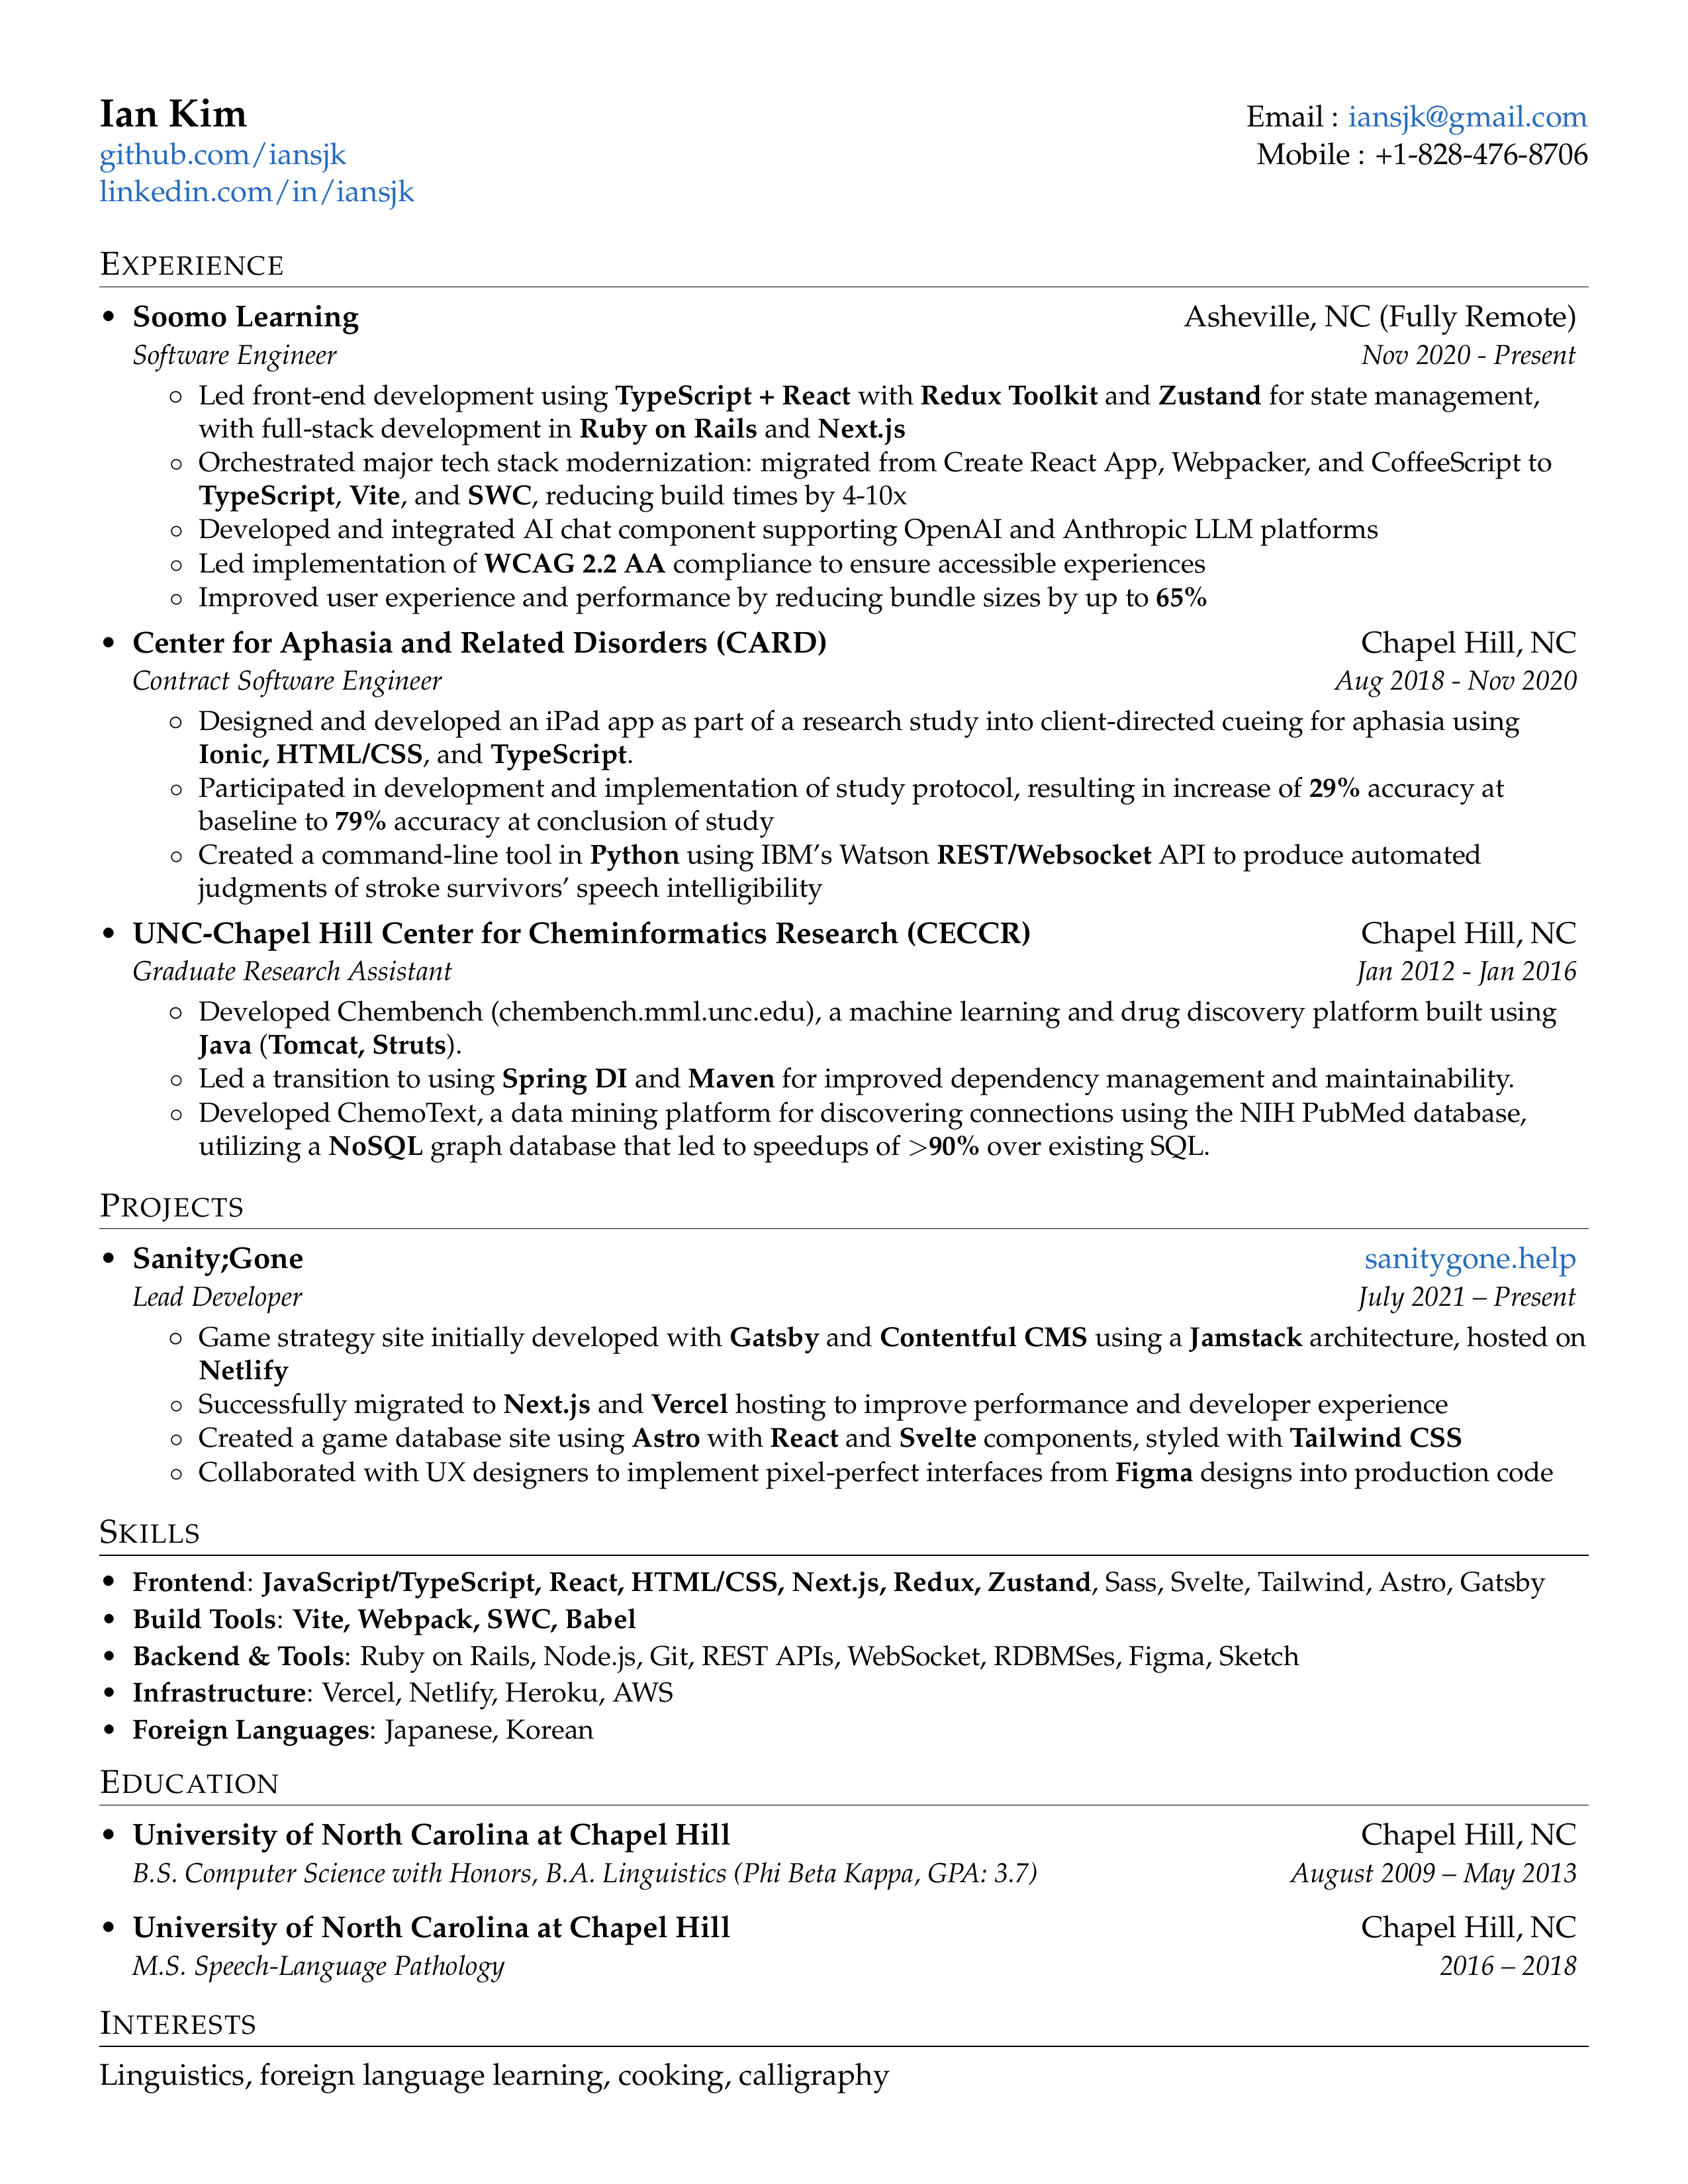 Ian Kim
Email : iansjk@gmail.com
github.com/iansjk
Mobile : +1-828-476-8706
linkedin.com/in/iansjk
EXPERIENCE
• Soomo Learning
Asheville, NC (Fully Remote)
Software Engineer
Nov 2020 - Present
◦ Led front-end development using TypeScript + React with Redux Toolkit and Zustand for state management,
with full-stack development in Ruby on Rails and Next.js
◦ Orchestrated major tech stack modernization: migrated from Create React App, Webpacker, and CoffeeScript to
TypeScript, Vite, and SWC, reducing build times by 4-10x
◦ Developed and integrated AI chat component supporting OpenAI and Anthropic LLM platforms
◦ Led implementation of WCAG 2.2 AA compliance to ensure accessible experiences
◦ Improved user experience and performance by reducing bundle sizes by up to 65%
• Center for Aphasia and Related Disorders (CARD)
Chapel Hill, NC
Contract Software Engineer
Aug 2018 - Nov 2020
◦ Designed and developed an iPad app as part of a research study into client-directed cueing for aphasia using
Ionic, HTML/CSS, and TypeScript.
◦ Participated in development and implementation of study protocol, resulting in increase of 29% accuracy at
baseline to 79% accuracy at conclusion of study
◦ Created a command-line tool in Python using IBM's Watson REST/Websocket API to produce automated
judgments of stroke survivors' speech intelligibility
• UNC-Chapel Hill Center for Cheminformatics Research (CECCR)
Chapel Hill, NC
Graduate Research Assistant
Jan 2012 - Jan 2016
◦ Developed Chembench (chembench.mml.unc.edu), a machine learning and drug discovery platform built using
Java (Tomcat, Struts).
◦ Led a transition to using Spring DI and Maven for improved dependency management and maintainability.
◦ Developed ChemoText, a data mining platform for discovering connections using the NIH PubMed database,
utilizing a NoSQL graph database that led to speedups of >90% over existing SQL.
PROJECTS
• Sanity;Gone
sanitygone.help
Lead Developer
July 2021 – Present
◦ Game strategy site initially developed with Gatsby and Contentful CMS using a Jamstack architecture, hosted on
Netlify
◦ Successfully migrated to Next.js and Vercel hosting to improve performance and developer experience
◦ Created a game database site using Astro with React and Svelte components, styled with Tailwind CSS
◦ Collaborated with UX designers to implement pixel-perfect interfaces from Figma designs into production code
SKILLS
• Frontend: JavaScript/TypeScript, React, HTML/CSS, Next.js, Redux, Zustand, Sass, Svelte, Tailwind, Astro, Gatsby
• Build Tools: Vite, Webpack, SWC, Babel
• Backend & Tools: Ruby on Rails, Node.js, Git, REST APIs, WebSocket, RDBMSes, Figma, Sketch
• Infrastructure: Vercel, Netlify, Heroku, AWS
• Foreign Languages: Japanese, Korean
EDUCATION
• University of North Carolina at Chapel Hill
Chapel Hill, NC
B.S. Computer Science with Honors, B.A. Linguistics (Phi Beta Kappa, GPA: 3.7)
August 2009 – May 2013
• University of North Carolina at Chapel Hill
Chapel Hill, NC
M.S. Speech-Language Pathology
2016 – 2018
INTERESTS
Linguistics, foreign language learning, cooking, calligraphy